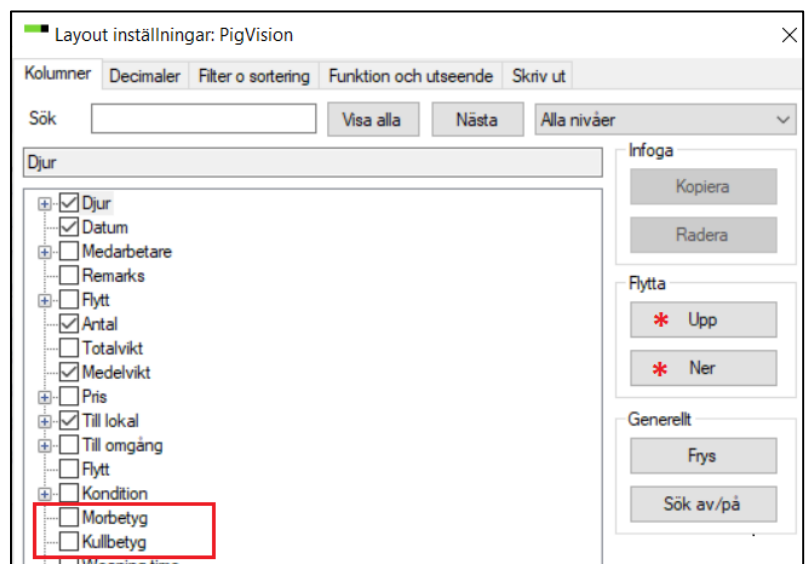 Layout inställningar: PigVision
Kolumner Decimaler Filter o sortering Funktion och utseende Skriv ut
Sök Visa alla Nästa Alla nivåer
Djur
Djur
Datum
Medarbetare
Remarks
Flytt
Antal
Totalvikt
Medelvikt
Pris
Till lokal
Till omgång
Flytt
Kondition
Morbetyg
Kullbetyg
Weaning time
Infoga
Kopiera
Radera
Flytta
* Upp
* Ner
Generellt
Frys
Sök av/på